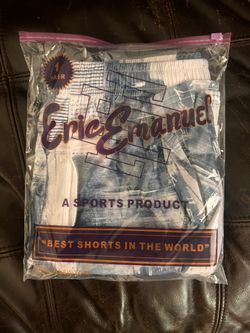 1
PAIR
Eric Emanuel
A SPORTS PRODUCT
"BEST SHORTS IN THE WORLD"